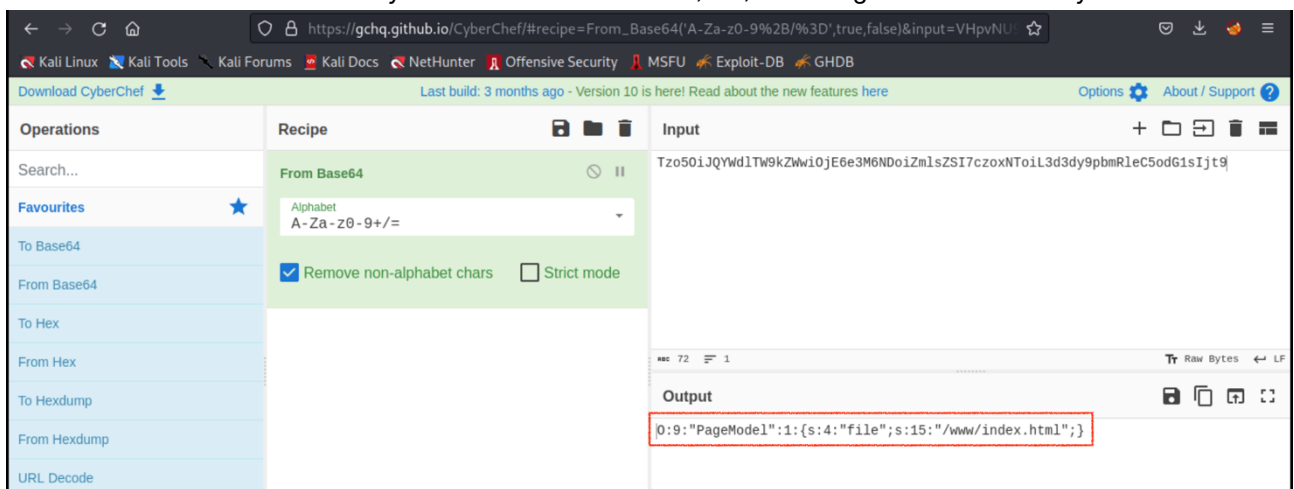 https://gchq.github.io/CyberChef/#recipe=From_Base64('A-Za-z0-9%2B/%3D',true,false)&input=VHpvNU
Kali Linux Kali Tools Kali Forums Kali Docs NetHunter Offensive Security MSFU Exploit-DB GHDB
Download CyberChef Last build: 3 months ago - Version 10 is here! Read about the new features here Options About / Support
Operations
Search...
Favourites
To Base64
From Base64
To Hex
From Hex
To Hexdump
From Hexdump
URL Decode
Recipe
From Base64
Alphabet
A-Za-z0-9+/=
Remove non-alphabet chars Strict mode
Input
Tzo5OiJQYWdlTW9kZWwiOjE6e3M6NDoiZmlsZSI7czoxNToiL3d3dy9pbmRleC5odG1sIjt9
ABC 72 1 Tт Raw Bytes LF
Output
O:9:"PageModel":1:{s:4:"file";s:15:"/www/index.html";}